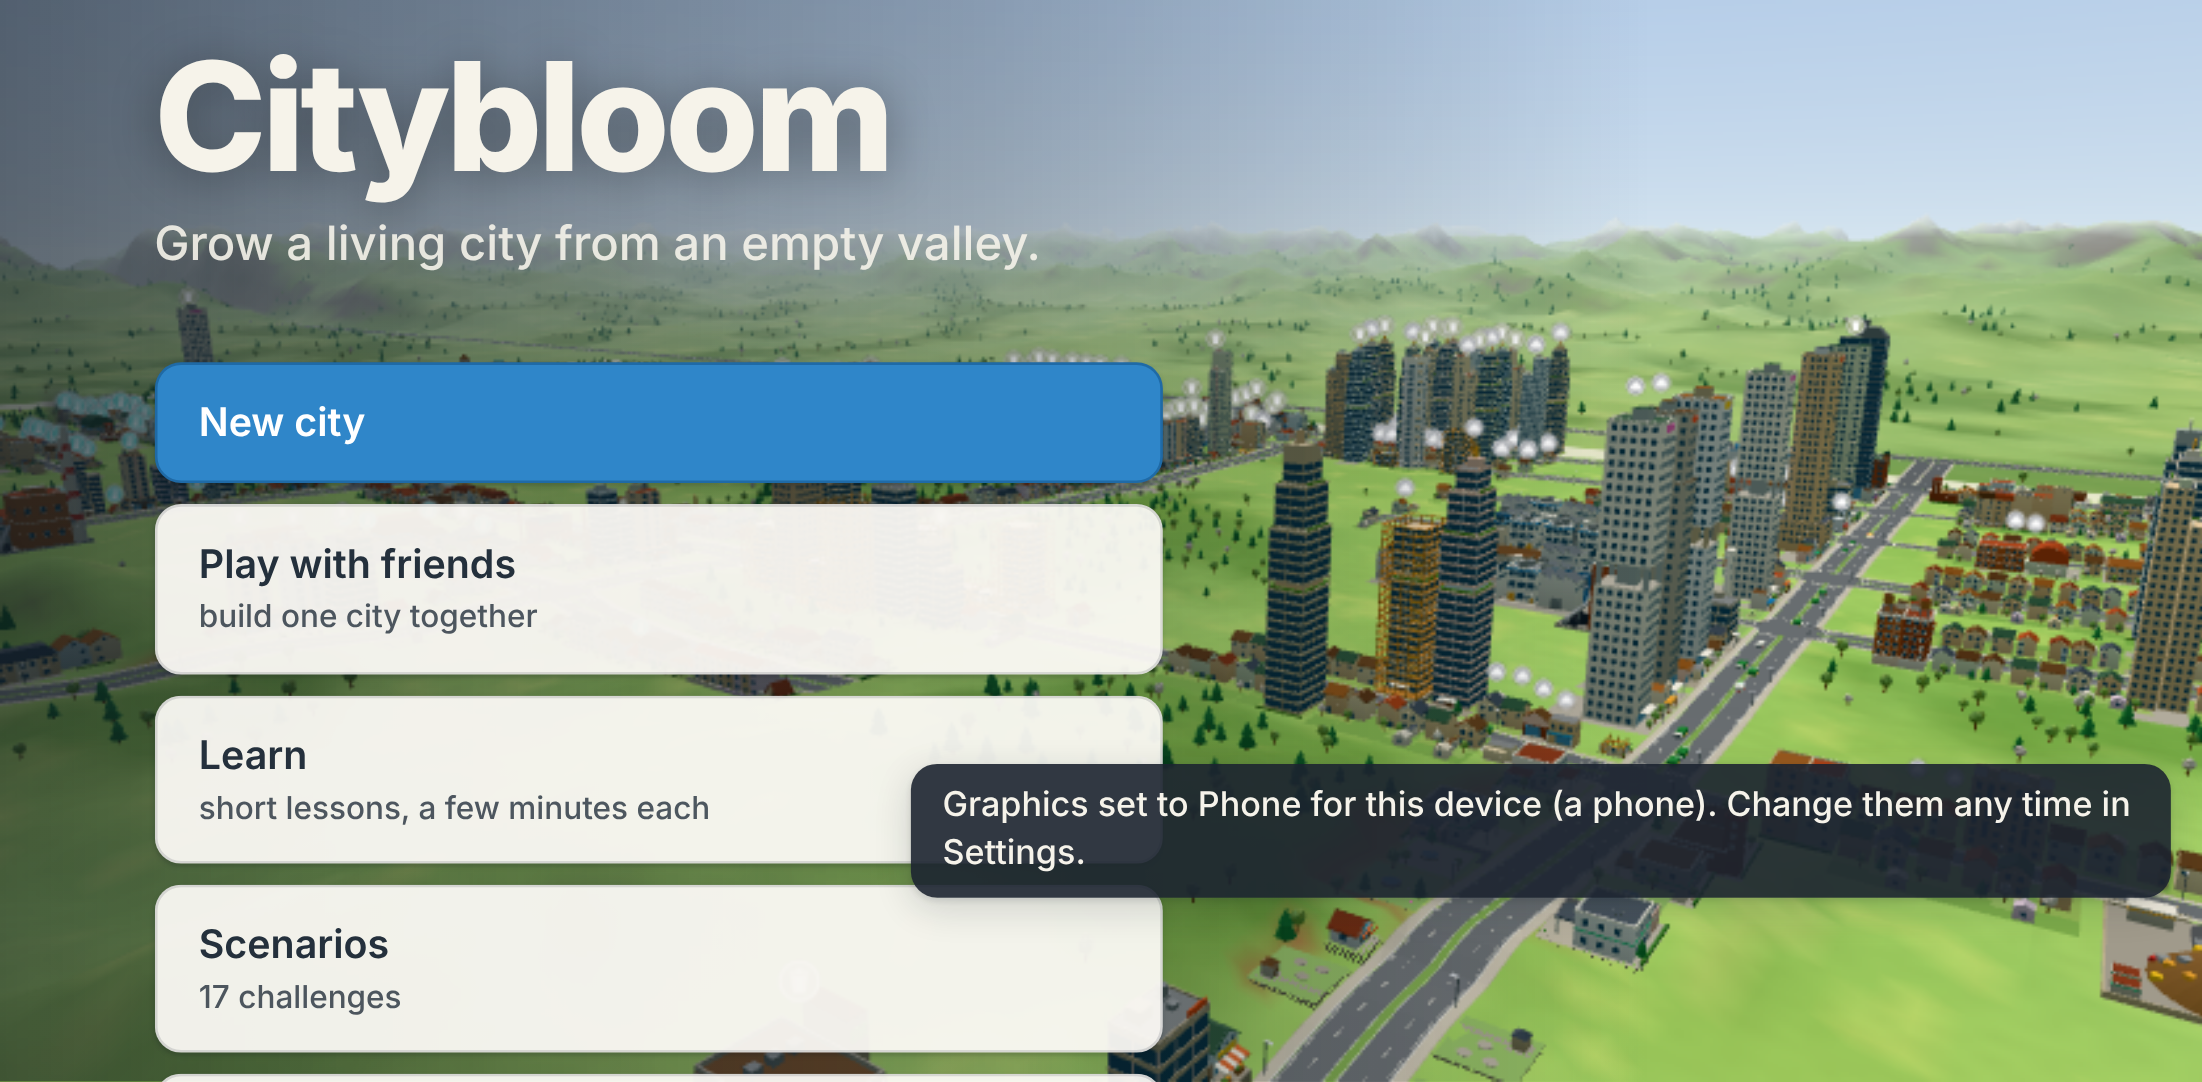 Citybloom
Grow a living city from an empty valley.
New city
Play with friends
build one city together
Learn
short lessons, a few minutes each
Graphics set to Phone for this device (a phone). Change them any time in
Settings.
Scenarios
17 challenges